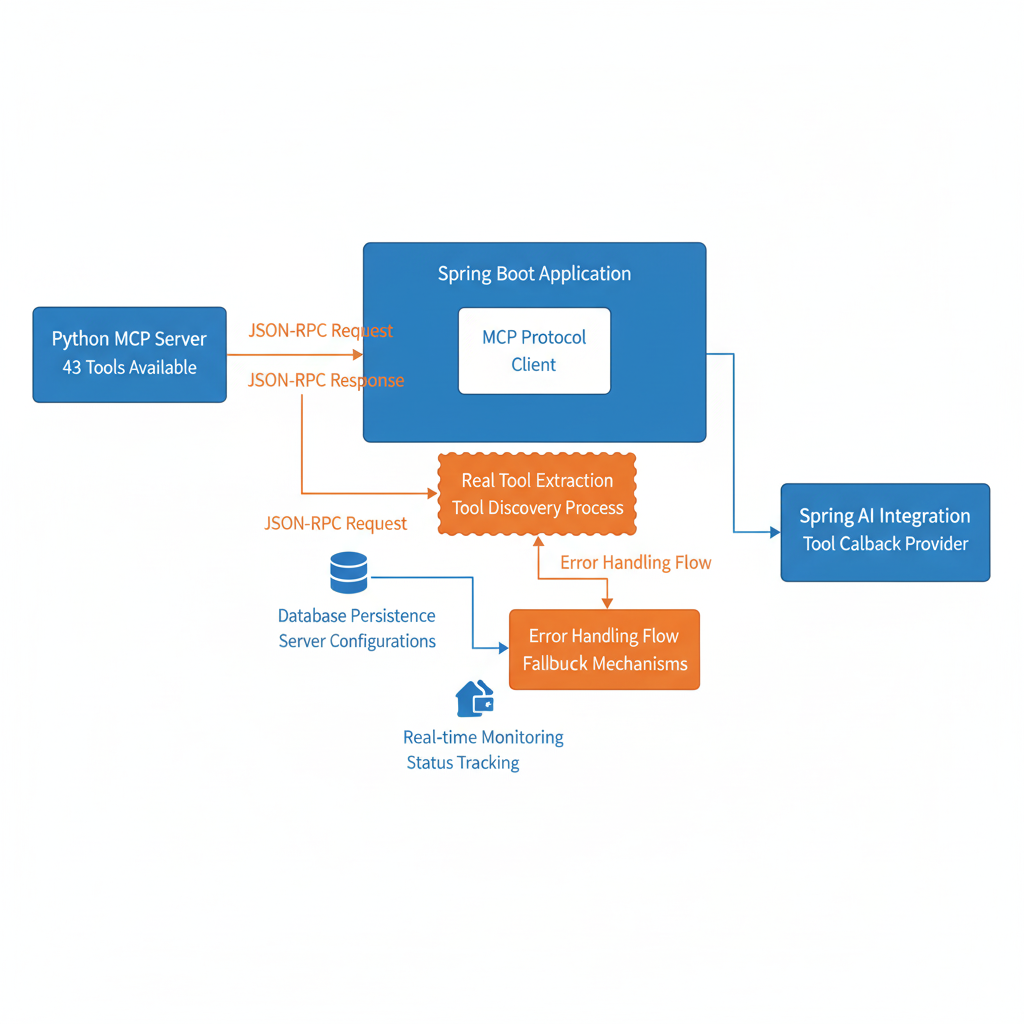 Spring Boot Application
MCP Protocol
Client
Python MCP Server
43 Tools Available
JSON-RPC Request
JSON-RPC Response
Real Tool Extraction
Tool Discovery Process
JSON-RPC Request
Spring AI Integration
Tool Calback Provider
Error Handling Flow
Database Persistence
Server Configurations
Error Handling Flow
Fallbuck Mechanisms
Real-time Monitoring
Status Tracking